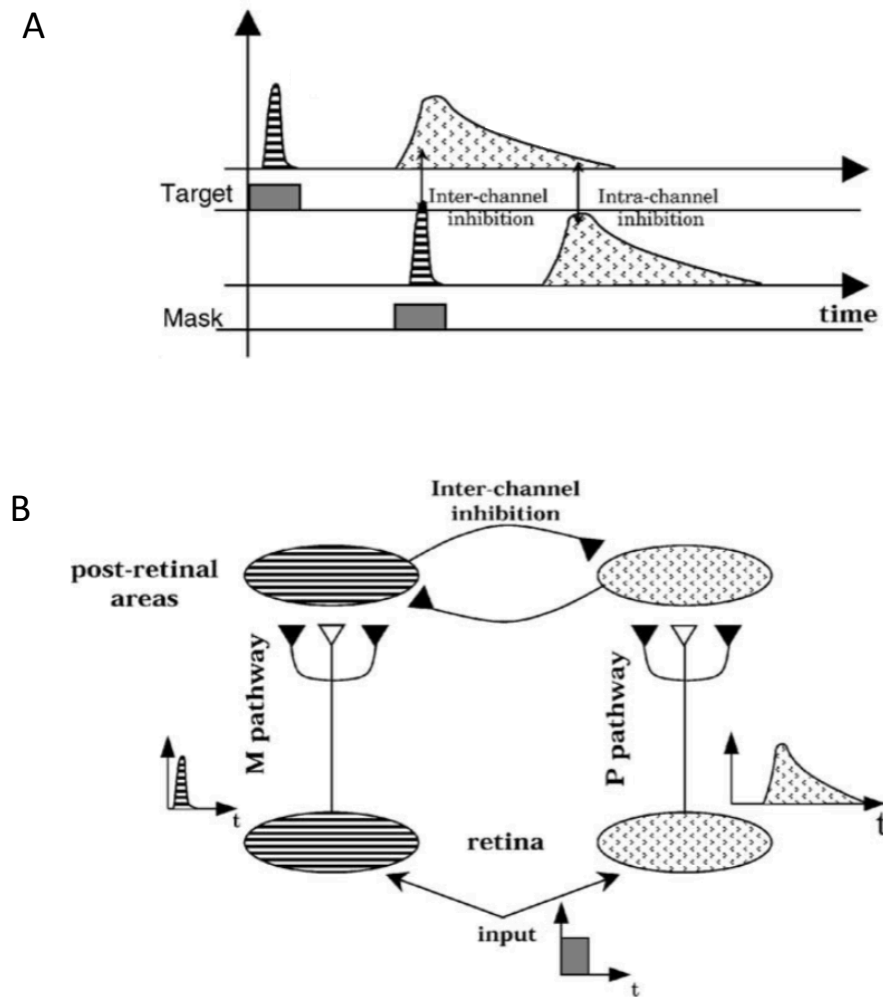 A
Target
Inter-channel
inhibition
Intra-channel
inhibition
Mask
time
B
Inter-channel
inhibition
post-retinal
areas
M pathway
P pathway
t
t
retina
input
t